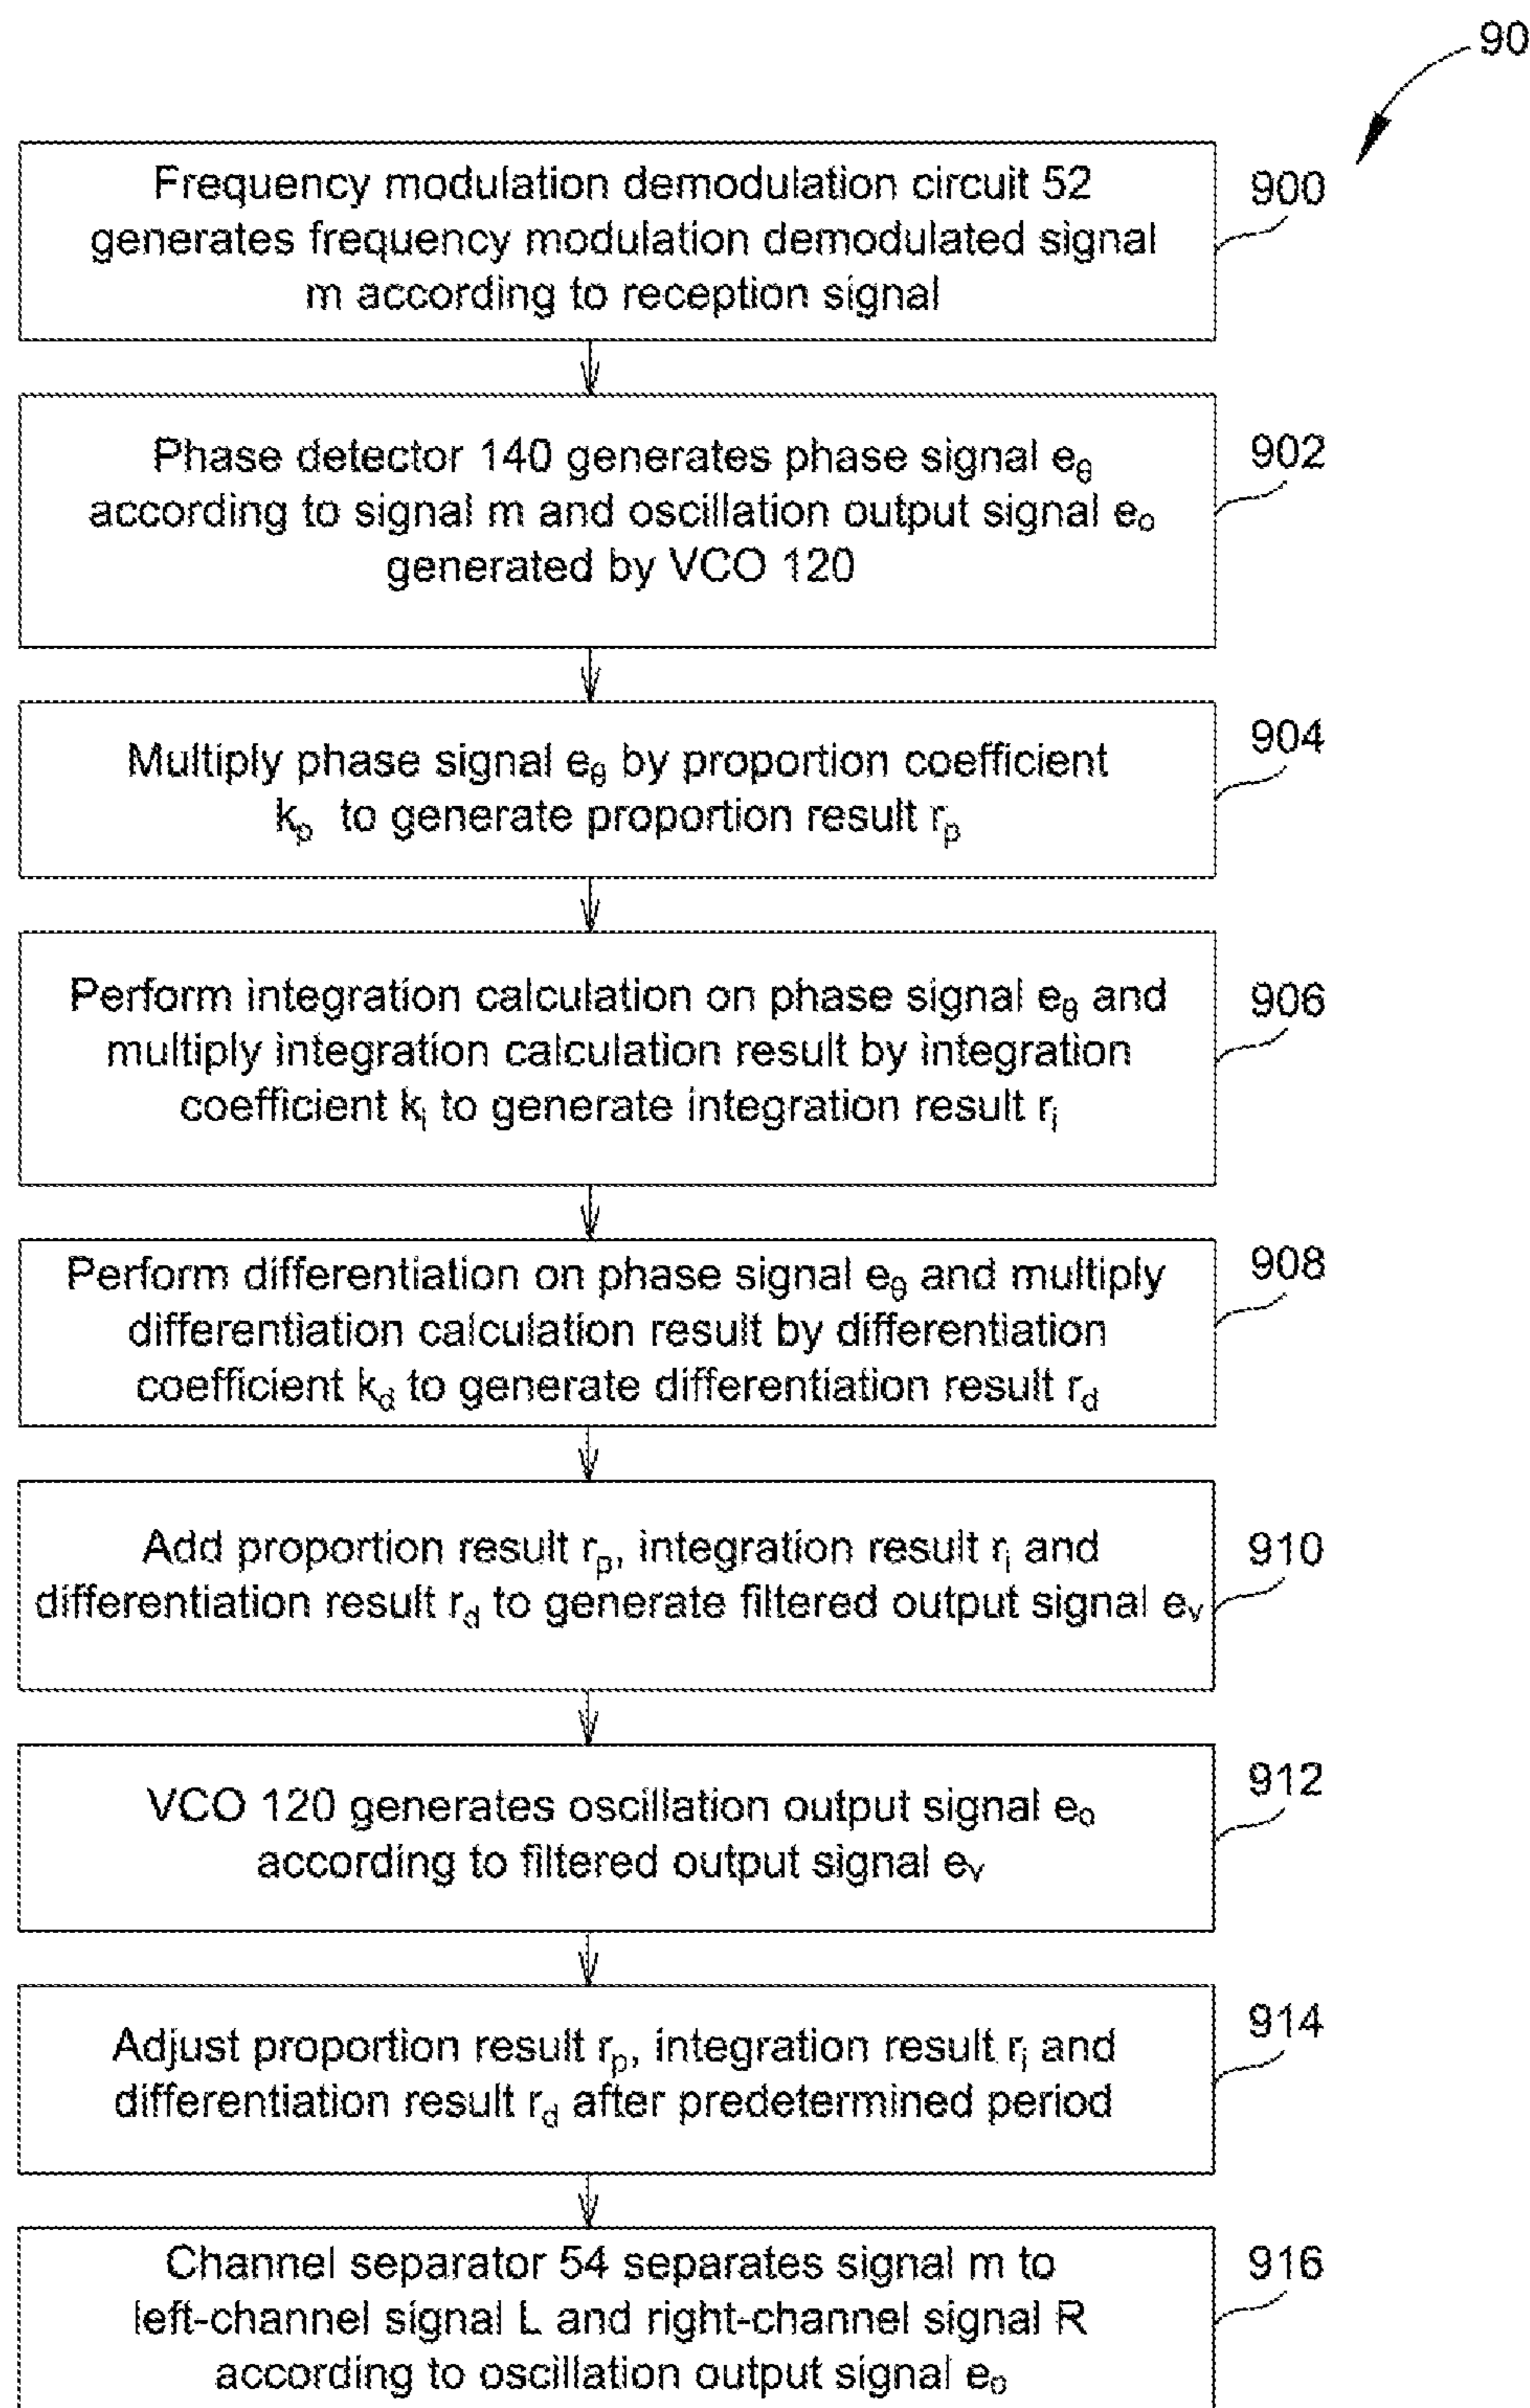 90
Frequency modulation demodulation circuit 52
generates frequency modulation demodulated signal
m according to reception signal
900
Phase detector 140 generates phase signal eθ
according to signal m and oscillation output signal eo
generated by VCO 120
902
Multiply phase signal eθ by proportion coefficient
kp to generate proportion result rp
904
Perform integration calculation on phase signal eθ and
multiply integration calculation result by integration
coefficient ki to generate integration result ri
906
Perform differentiation on phase signal eθ and multiply
differentiation calculation result by differentiation
coefficient kd to generate differentiation result rd
908
Add proportion result rp, integration result ri and
differentiation result rd to generate filtered output signal ev
910
VCO 120 generates oscillation output signal eo
according to filtered output signal ev
912
Adjust proportion result rp, integration result ri and
differentiation result rd after predetermined period
914
Channel separator 54 separates signal m to
left-channel signal L and right-channel signal R
according to oscillation output signal eo
916